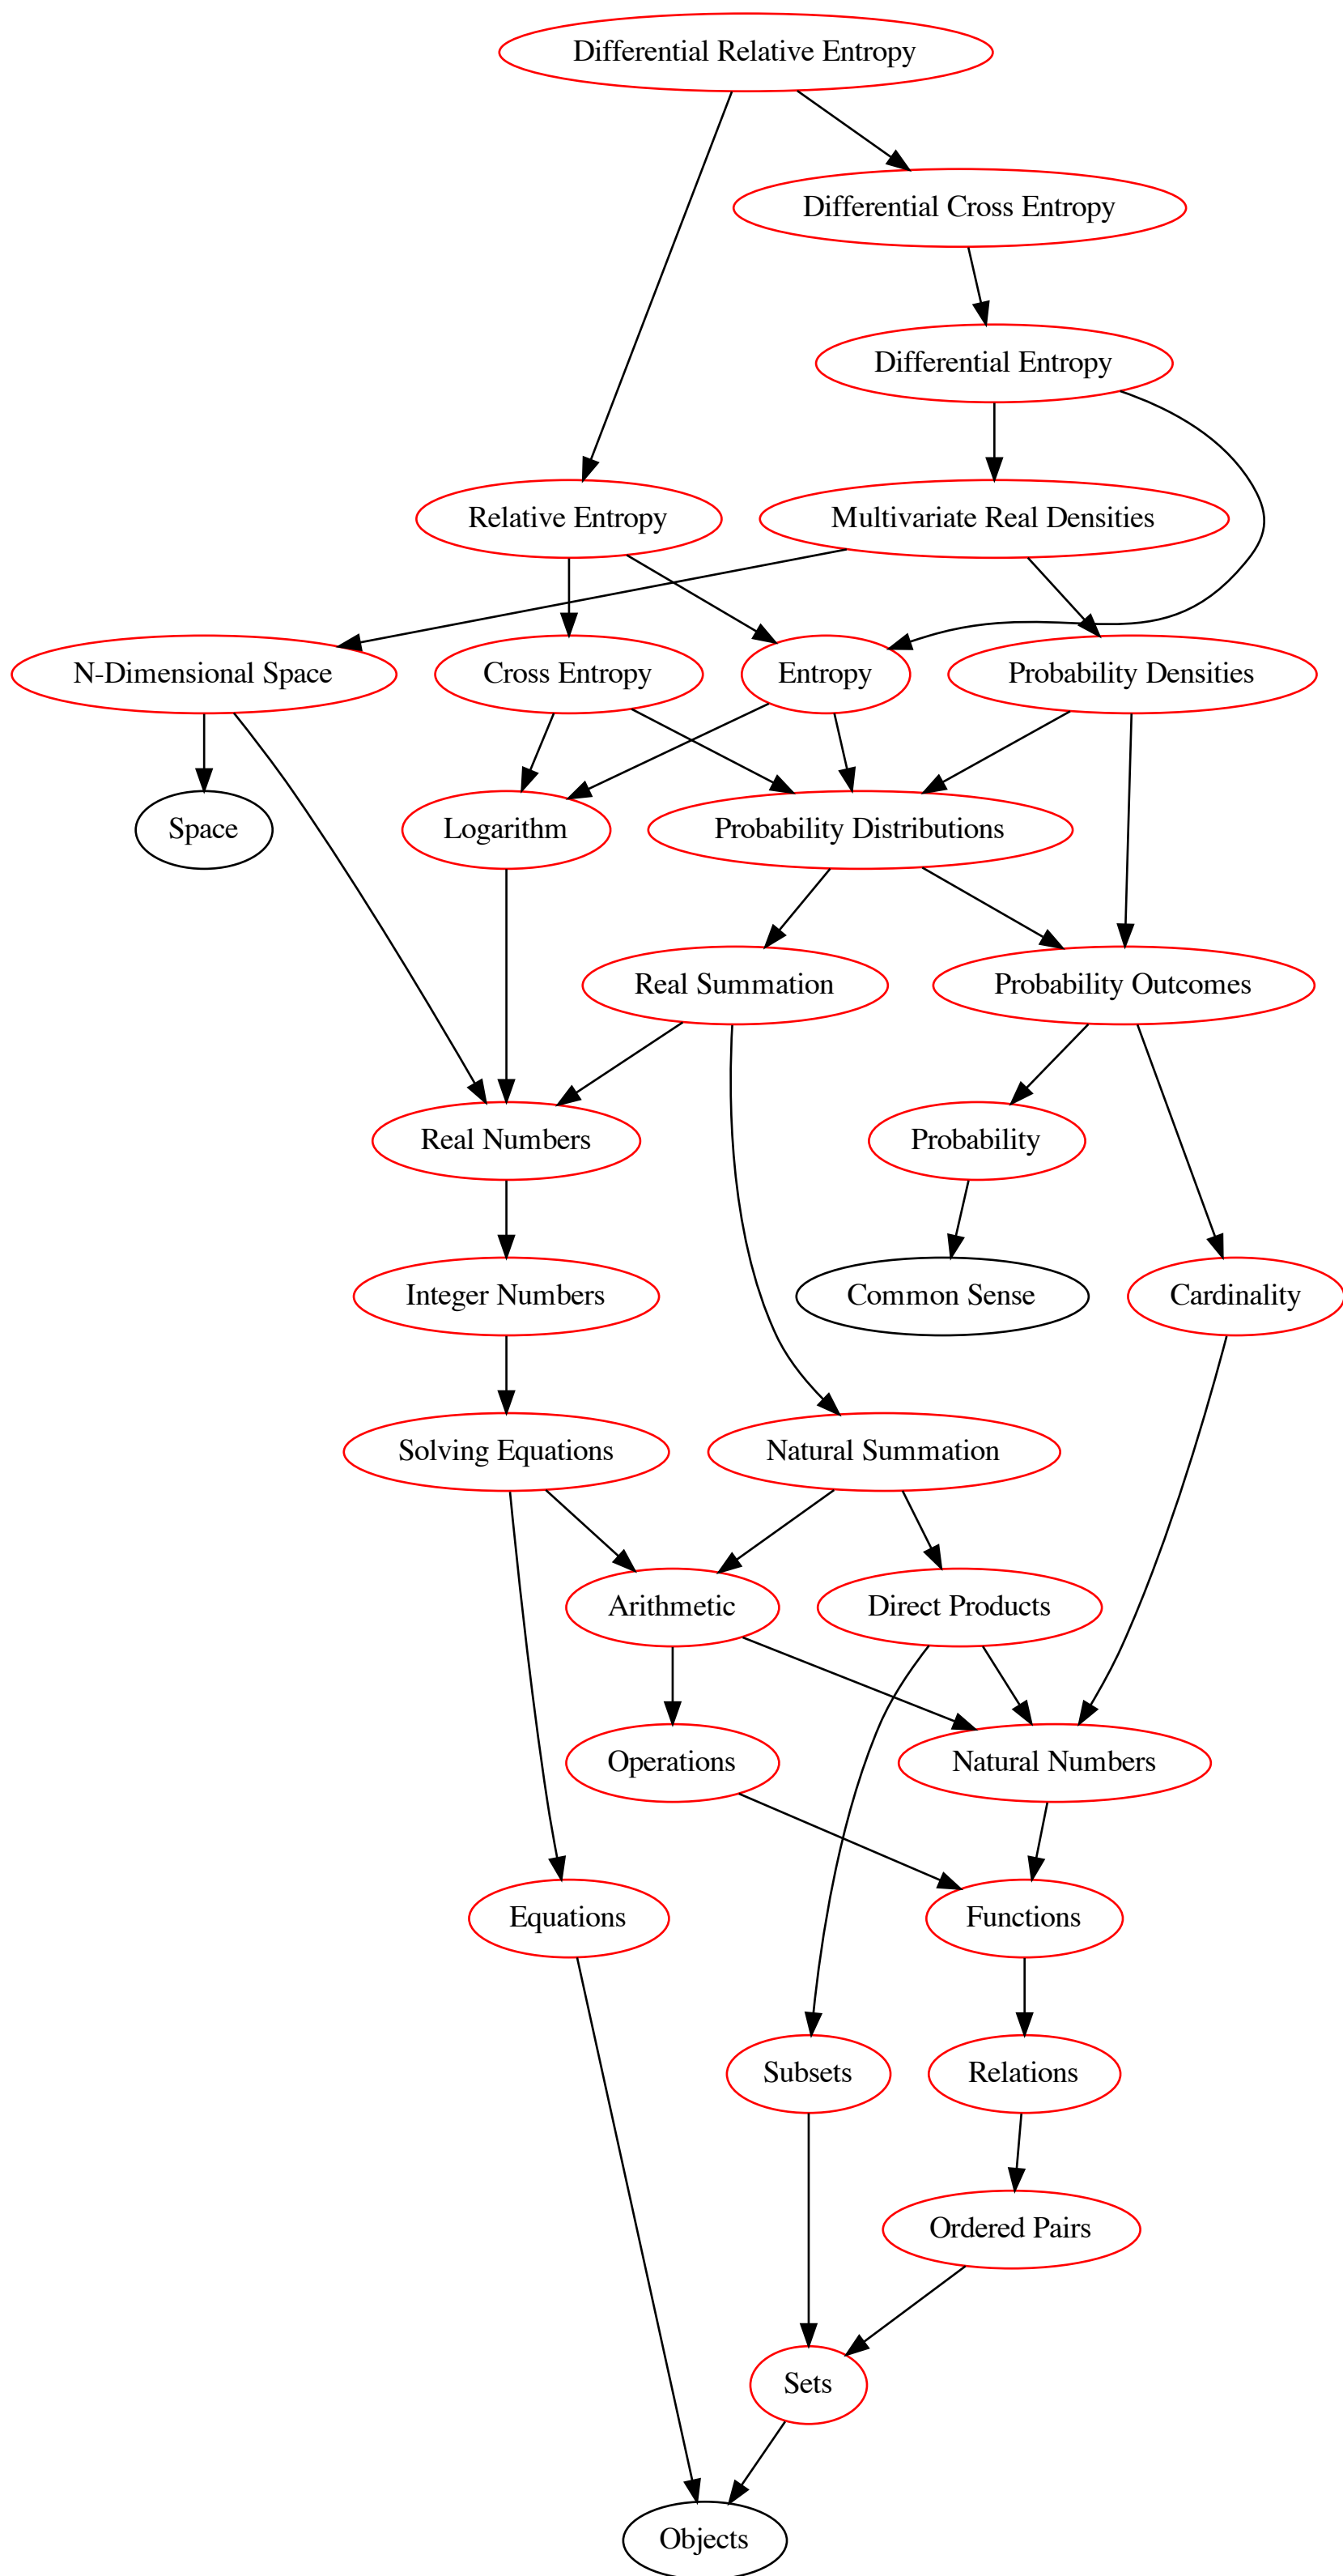 Differential Relative Entropy
Differential Cross Entropy
Differential Entropy
Relative Entropy
Multivariate Real Densities
N-Dimensional Space
Cross Entropy
Entropy
Probability Densities
Space
Logarithm
Probability Distributions
Real Summation
Probability Outcomes
Real Numbers
Probability
Integer Numbers
Common Sense
Cardinality
Solving Equations
Natural Summation
Arithmetic
Direct Products
Operations
Natural Numbers
Equations
Functions
Subsets
Relations
Ordered Pairs
Sets
Objects